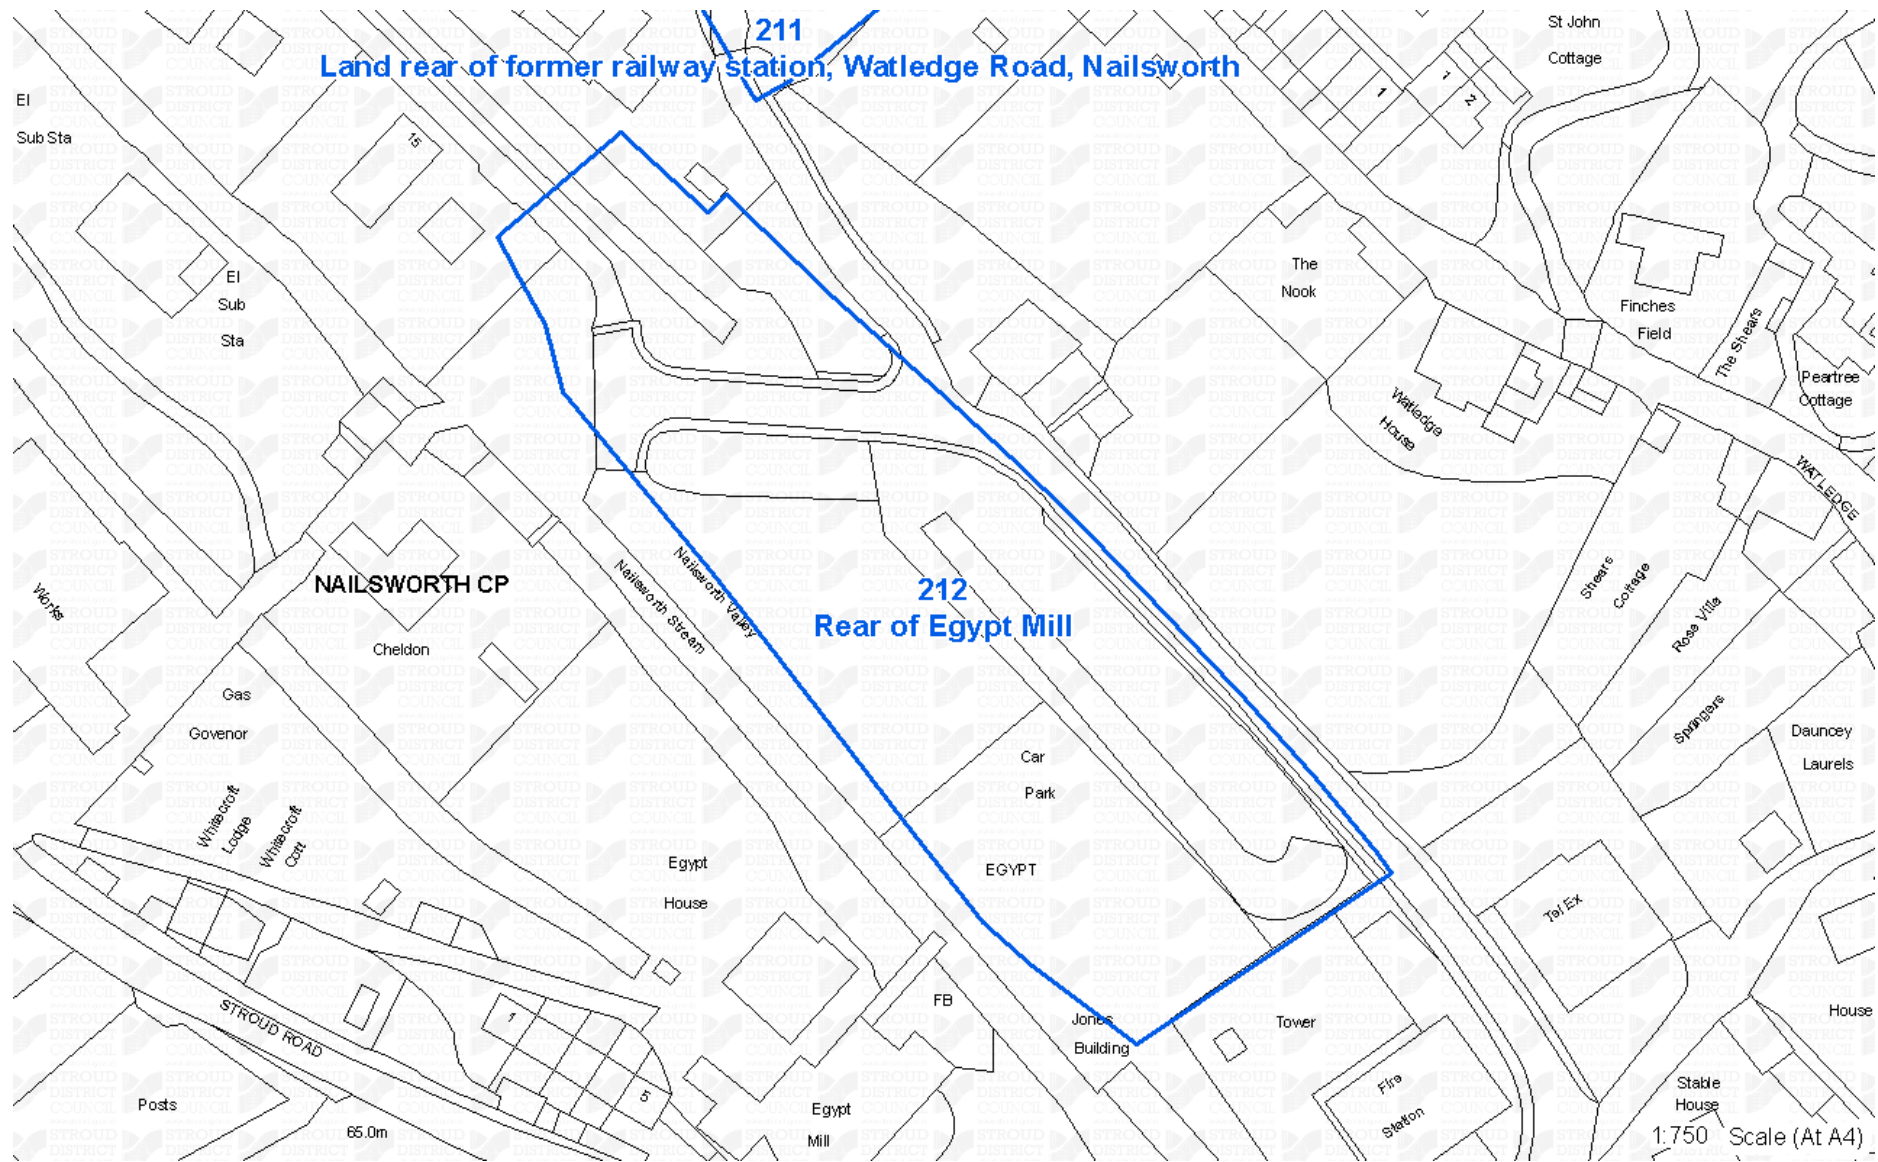 211
Land rear of former railway station, Watledge Road, Nailsworth
St John
Cottage
1
2
1
El
Sub Sta
15
El
Sub
Sta
The
Nook
Finches
Field
The Shears
Peartree
Cottage
Watledge
House
WATLEDGE
Works
NAILSWORTH CP
Cheldon
Nailsworth Stream
Nailsworth Valley
212
Rear of Egypt Mill
Shears
Cottage
Rose Villa
Springers
Dauncey
Laurels
Gas
Govenor
Car
Park
Whitecroft
Lodge
Whitecroft
Cott
Egypt
House
EGYPT
Tel Ex
STROUD ROAD
1
5
FB
Jones
Building
Tower
House
Fire
Station
Stable
House
Posts
65.0m
Egypt
Mill
1:750 Scale (At A4)
STROUD
DISTRICT
COUNCIL